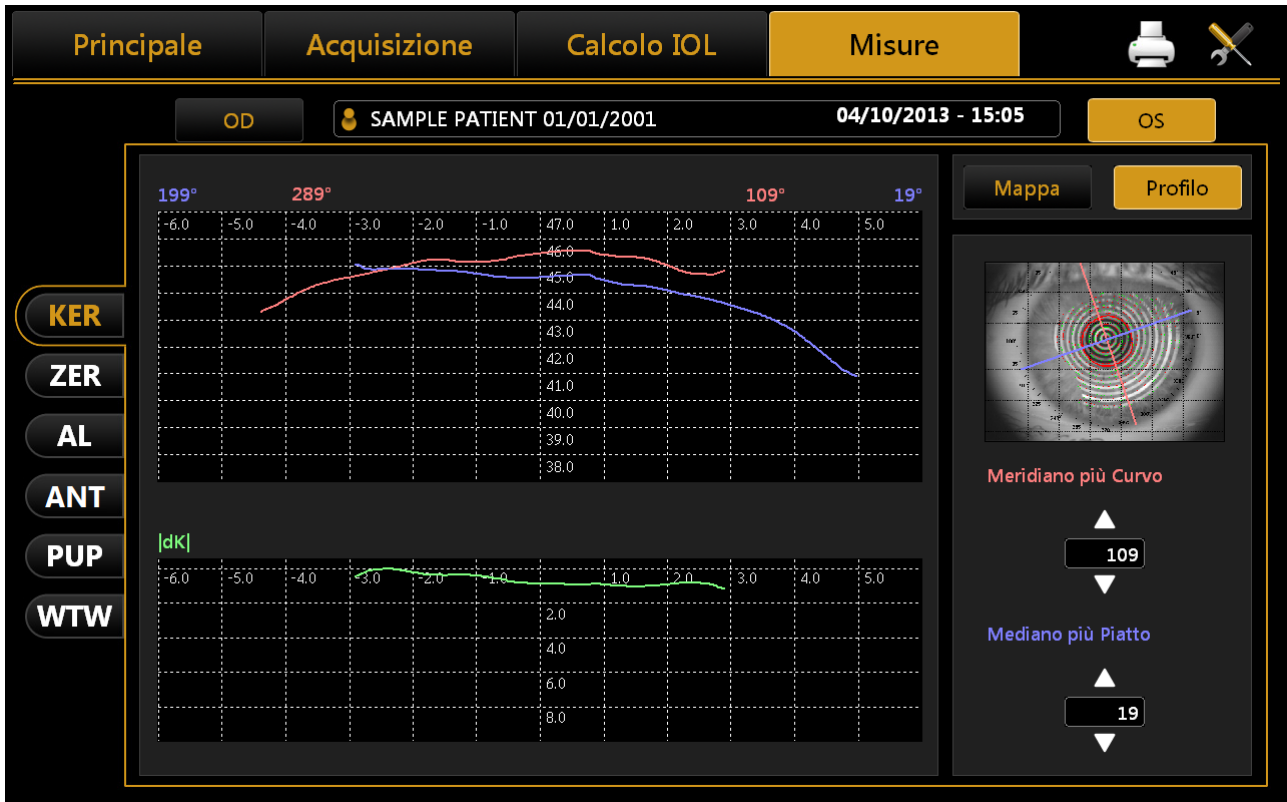 Principale Acquisizione Calcolo IOL Misure
OD SAMPLE PATIENT 01/01/2001 04/10/2013 - 15:05 OS
199° 289° 109° 19°
-6.0 -5.0 -4.0 -3.0 -2.0 -1.0 47.0 1.0 2.0 3.0 4.0 5.0
46.0
45.0
44.0
43.0
42.0
41.0
40.0
39.0
38.0
|dK|
-6.0 -5.0 -4.0 -3.0 -2.0 -1.0 1.0 2.0 3.0 4.0 5.0
2.0
4.0
6.0
8.0
KER
ZER
AL
ANT
PUP
WTW
Mappa Profilo
Meridiano più Curvo
109
Mediano più Piatto
19